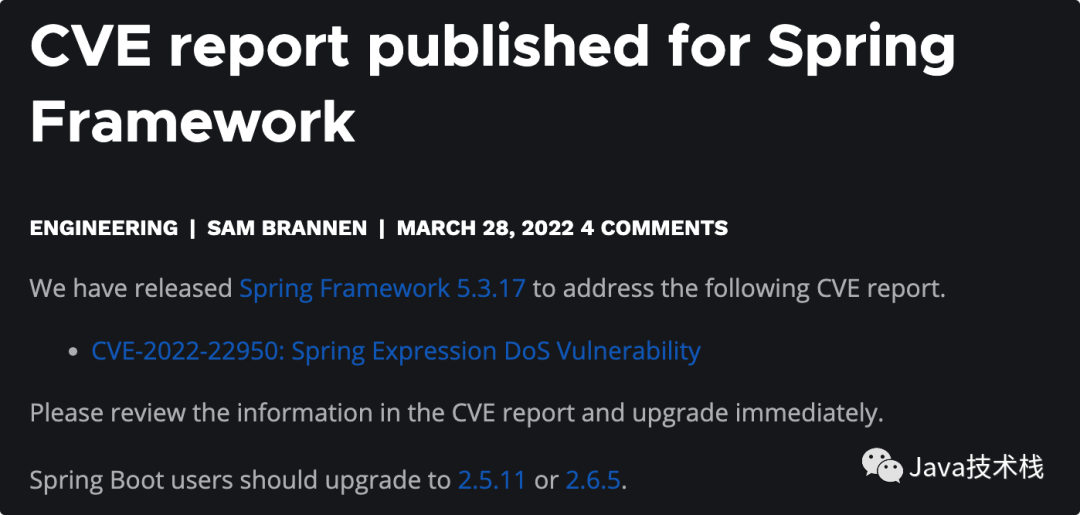 CVE report published for Spring
Framework
ENGINEERING | SAM BRANNEN | MARCH 28, 2022 4 COMMENTS
We have released Spring Framework 5.3.17 to address the following CVE report.
• CVE-2022-22950: Spring Expression DoS Vulnerability
Please review the information in the CVE report and upgrade immediately.
Spring Boot users should upgrade to 2.5.11 or 2.6.5.
Java技术栈